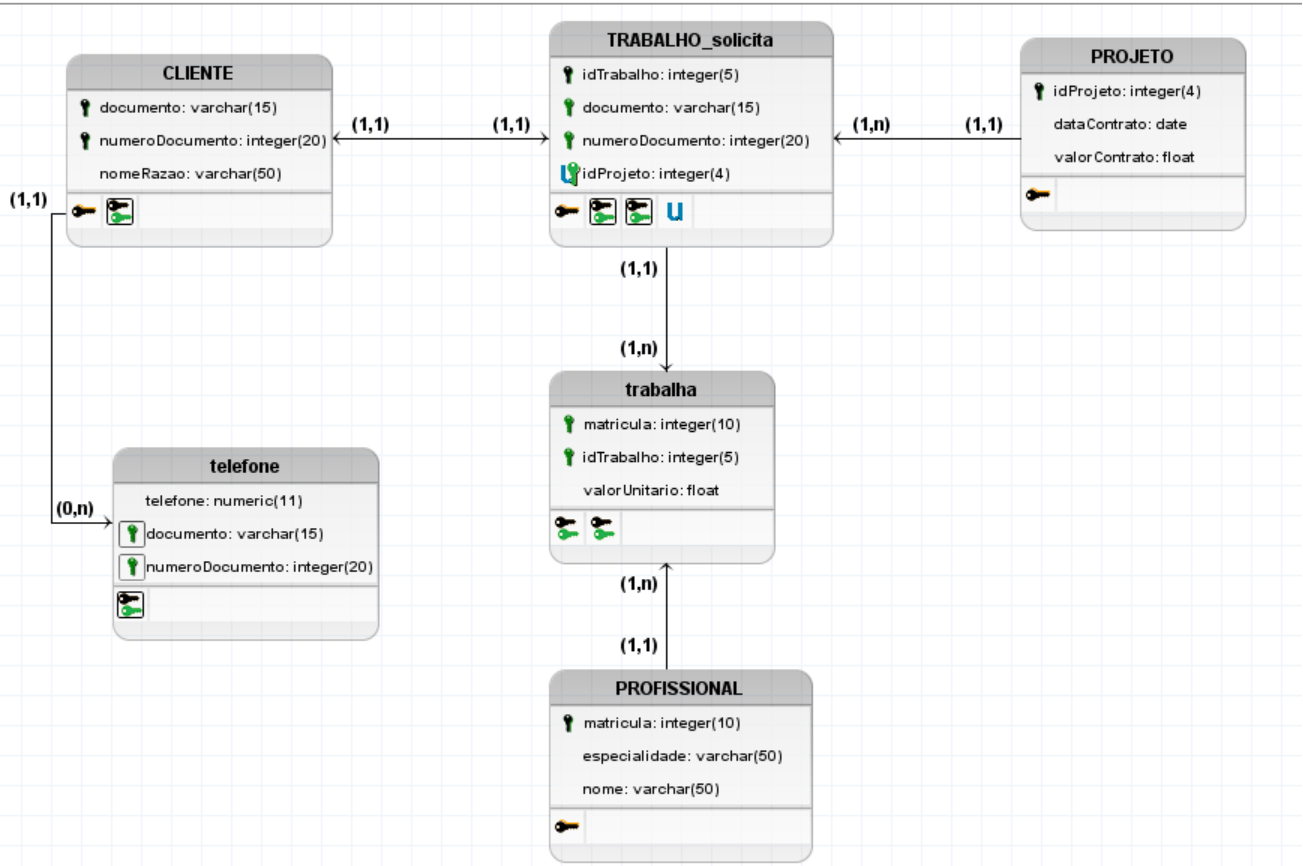 CLIENTE
documento: varchar(15)
numeroDocumento: integer(20)
nomeRazao: varchar(50)
(1,1)
(1,1)
(1,1)
TRABALHO_solicita
idTrabalho: integer(5)
documento: varchar(15)
numeroDocumento: integer(20)
idProjeto: integer(4)
U
(1,n)
(1,1)
PROJETO
idProjeto: integer(4)
dataContrato: date
valorContrato: float
(1,1)
(1,n)
trabalha
matricula: integer(10)
idTrabalho: integer(5)
valorUnitario: float
(0,n)
telefone
telefone: numeric(11)
documento: varchar(15)
numeroDocumento: integer(20)
(1,n)
(1,1)
PROFISSIONAL
matricula: integer(10)
especialidade: varchar(50)
nome: varchar(50)